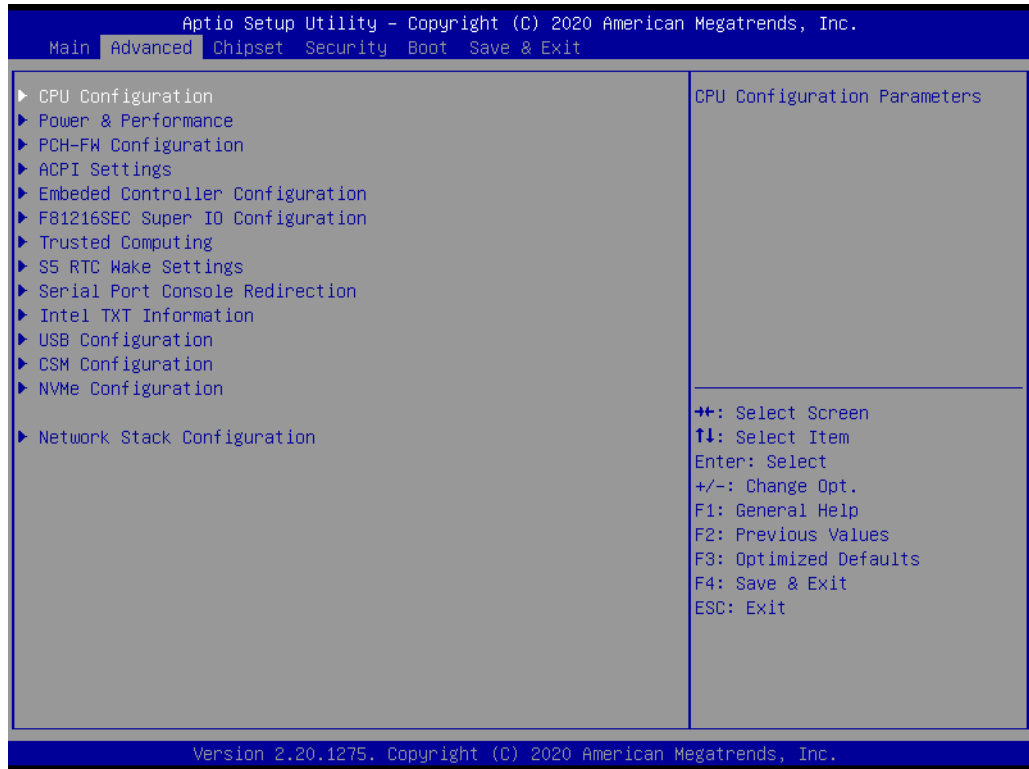 Aptio Setup Utility – Copyright (C) 2020 American Megatrends, Inc.
Main Advanced Chipset Security Boot Save & Exit
▶ CPU Configuration
▶ Power & Performance
▶ PCH-FW Configuration
▶ ACPI Settings
▶ Embeded Controller Configuration
▶ F81216SEC Super IO Configuration
▶ Trusted Computing
▶ S5 RTC Wake Settings
▶ Serial Port Console Redirection
▶ Intel TXT Information
▶ USB Configuration
▶ CSM Configuration
▶ NVMe Configuration
▶ Network Stack Configuration
CPU Configuration Parameters
→←: Select Screen
↑↓: Select Item
Enter: Select
+/-: Change Opt.
F1: General Help
F2: Previous Values
F3: Optimized Defaults
F4: Save & Exit
ESC: Exit
Version 2.20.1275. Copyright (C) 2020 American Megatrends, Inc.